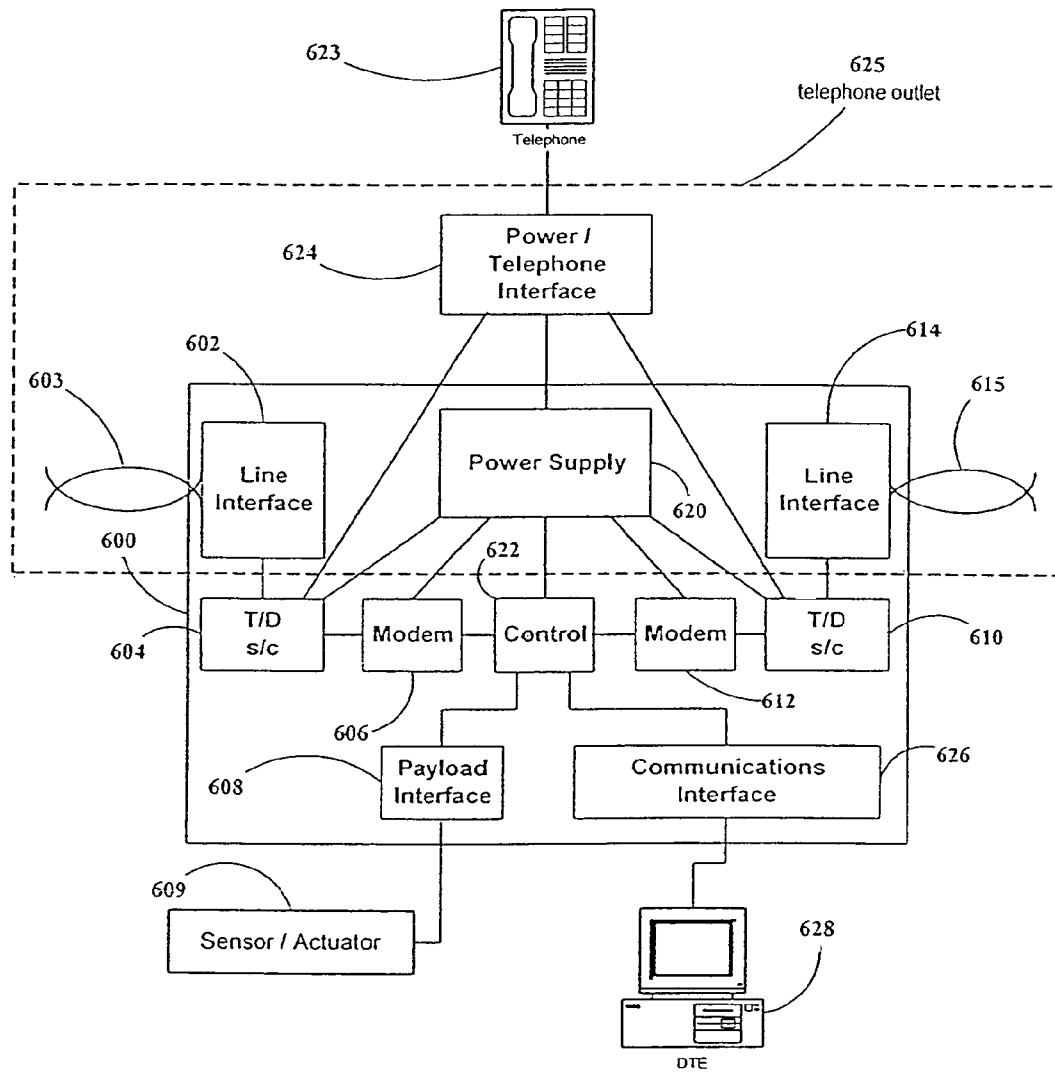 623
Telephone
625
telephone outlet
624
Power /
Telephone
Interface
602
614
603
615
Line
Interface
Power Supply
Line
Interface
620
600
622
T/D
s/c
Modem
Control
Modem
T/D
s/c
604
610
606
612
608
Payload
Interface
Communications
Interface
626
609
Sensor / Actuator
628
DTE